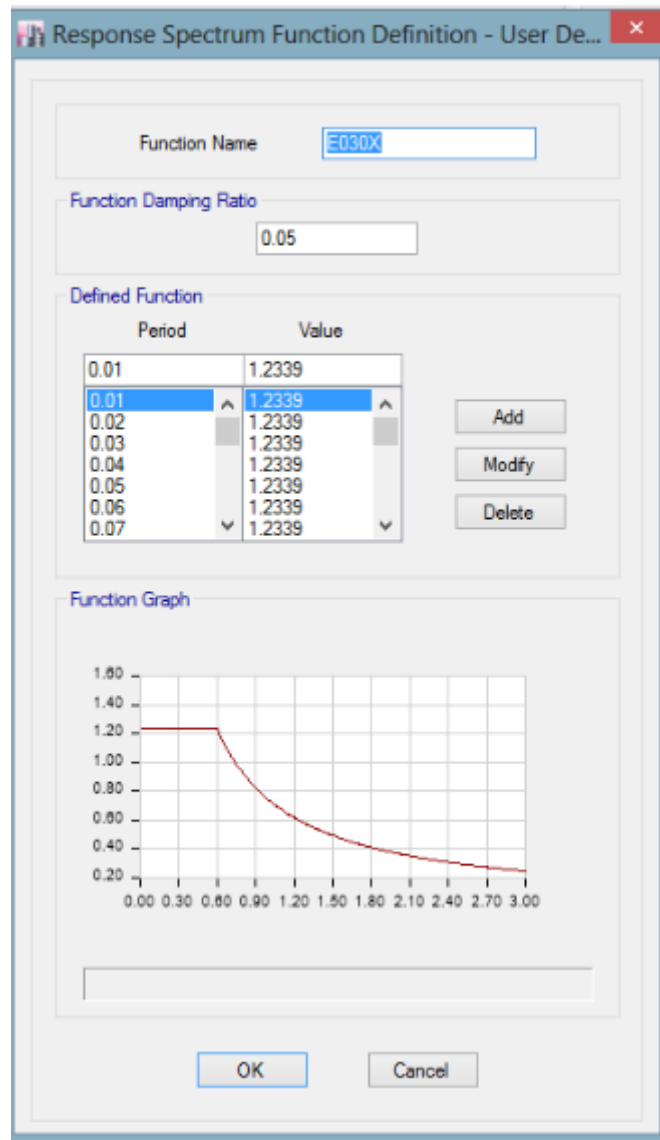 Response Spectrum Function Definition - User De...
Function Name E030X
Function Damping Ratio
0.05
Defined Function
Period Value
0.01 1.2339
0.01 1.2339
0.02 1.2339
0.03 1.2339
0.04 1.2339
0.05 1.2339
0.06 1.2339
0.07 1.2339
Add
Modify
Delete
Function Graph
1.60
1.40
1.20
1.00
0.80
0.60
0.40
0.20
0.00 0.30 0.60 0.90 1.20 1.50 1.80 2.10 2.40 2.70 3.00
OK Cancel